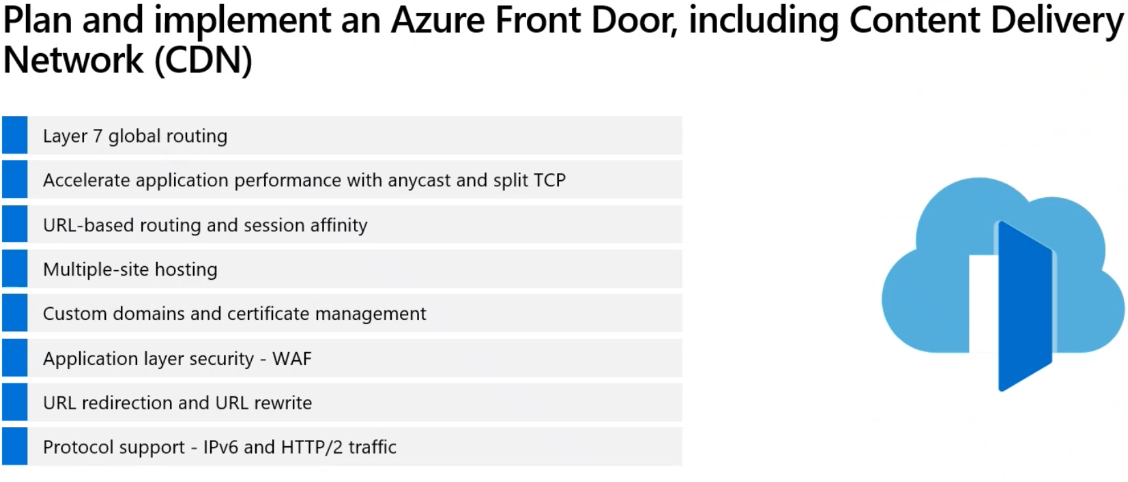 Plan and implement an Azure Front Door, including Content Delivery
Network (CDN)
Layer 7 global routing
Accelerate application performance with anycast and split TCP
URL-based routing and session affinity
Multiple-site hosting
Custom domains and certificate management
Application layer security - WAF
URL redirection and URL rewrite
Protocol support - IPv6 and HTTP/2 traffic